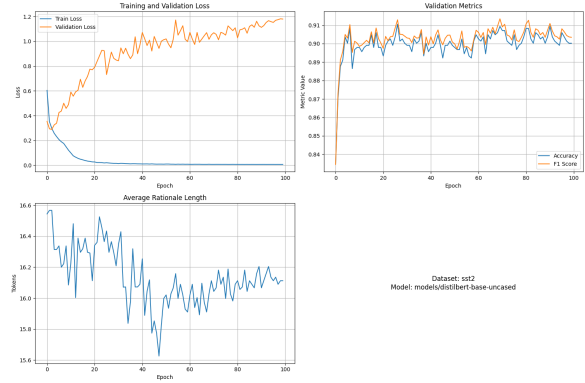 Training and Validation Loss
Train Loss
Validation Loss
Loss
1.2
1.0
0.8
0.6
0.4
0.2
0.0
0 20 40 60 80 100
Epoch
Validation Metrics
Metric Value
0.91
0.90
0.89
0.88
0.87
0.86
0.85
0.84
Accuracy
F1 Score
0 20 40 60 80 100
Epoch
Average Rationale Length
Tokens
16.6
16.4
16.2
16.0
15.8
15.6
0 20 40 60 80 100
Epoch
Dataset: sst2
Model: models/distilbert-base-uncased